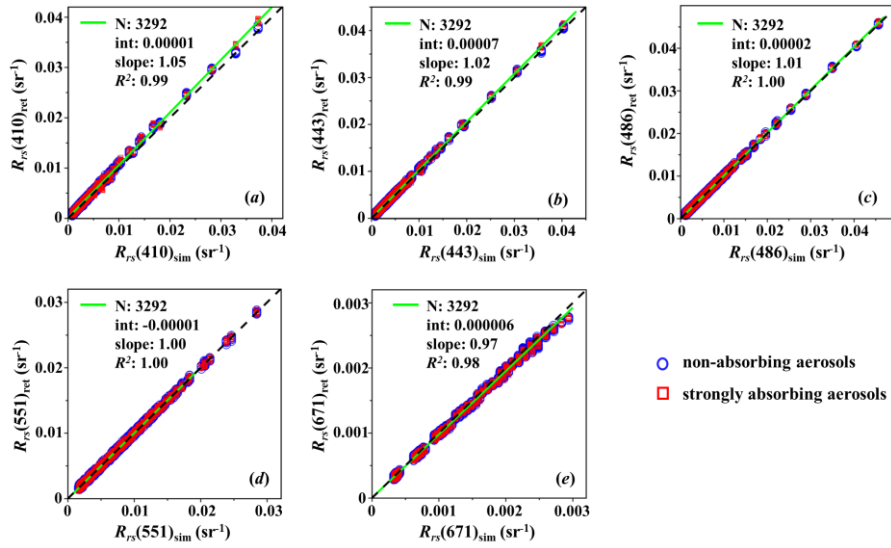 0.04
0.03
0.02
0.01
0
0
0.01
0.02
0.03
0.04
Rrs(410)ret (sr-1)
Rrs(410)sim (sr-1)
N: 3292
int: 0.00001
slope: 1.05
R2: 0.99
(a)
0.04
0.03
0.02
0.01
0
0
0.01
0.02
0.03
0.04
Rrs(443)ret (sr-1)
Rrs(443)sim (sr-1)
N: 3292
int: 0.00007
slope: 1.02
R2: 0.99
(b)
0.04
0.03
0.02
0.01
0
0
0.01
0.02
0.03
0.04
Rrs(486)ret (sr-1)
Rrs(486)sim (sr-1)
N: 3292
int: 0.00002
slope: 1.01
R2: 1.00
(c)
0.03
0.02
0.01
0
0
0.01
0.02
0.03
Rrs(551)ret (sr-1)
Rrs(551)sim (sr-1)
N: 3292
int: -0.00001
slope: 1.00
R2: 1.00
(d)
0.003
0.002
0.001
0
0
0.001
0.002
0.003
Rrs(671)ret (sr-1)
Rrs(671)sim (sr-1)
N: 3292
int: 0.000006
slope: 0.97
R2: 0.98
(e)
non-absorbing aerosols
strongly absorbing aerosols